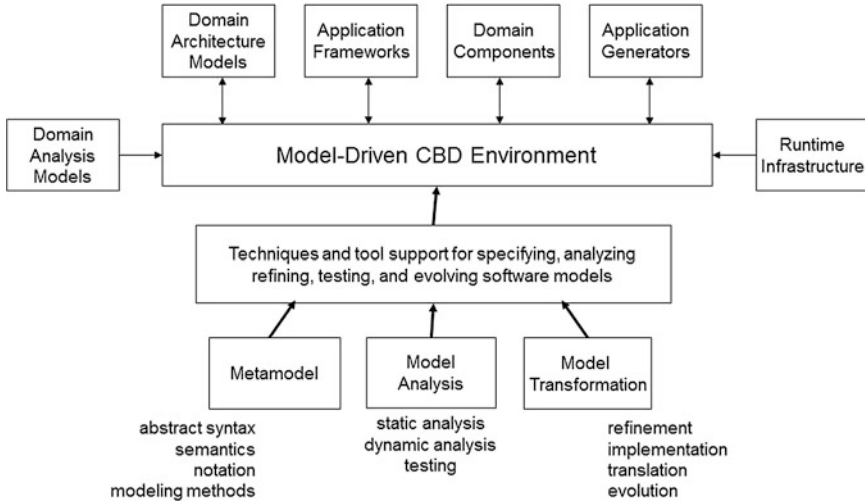 Domain
Architecture
Models
Application
Frameworks
Domain
Components
Application
Generators
Domain
Analysis
Models
Model-Driven CBD Environment
Runtime
Infrastructure
Techniques and tool support for specifying, analyzing
refining, testing, and evolving software models
Metamodel
Model
Analysis
Model
Transformation
abstract syntax
semantics
notation
modeling methods
static analysis
dynamic analysis
testing
refinement
implementation
translation
evolution